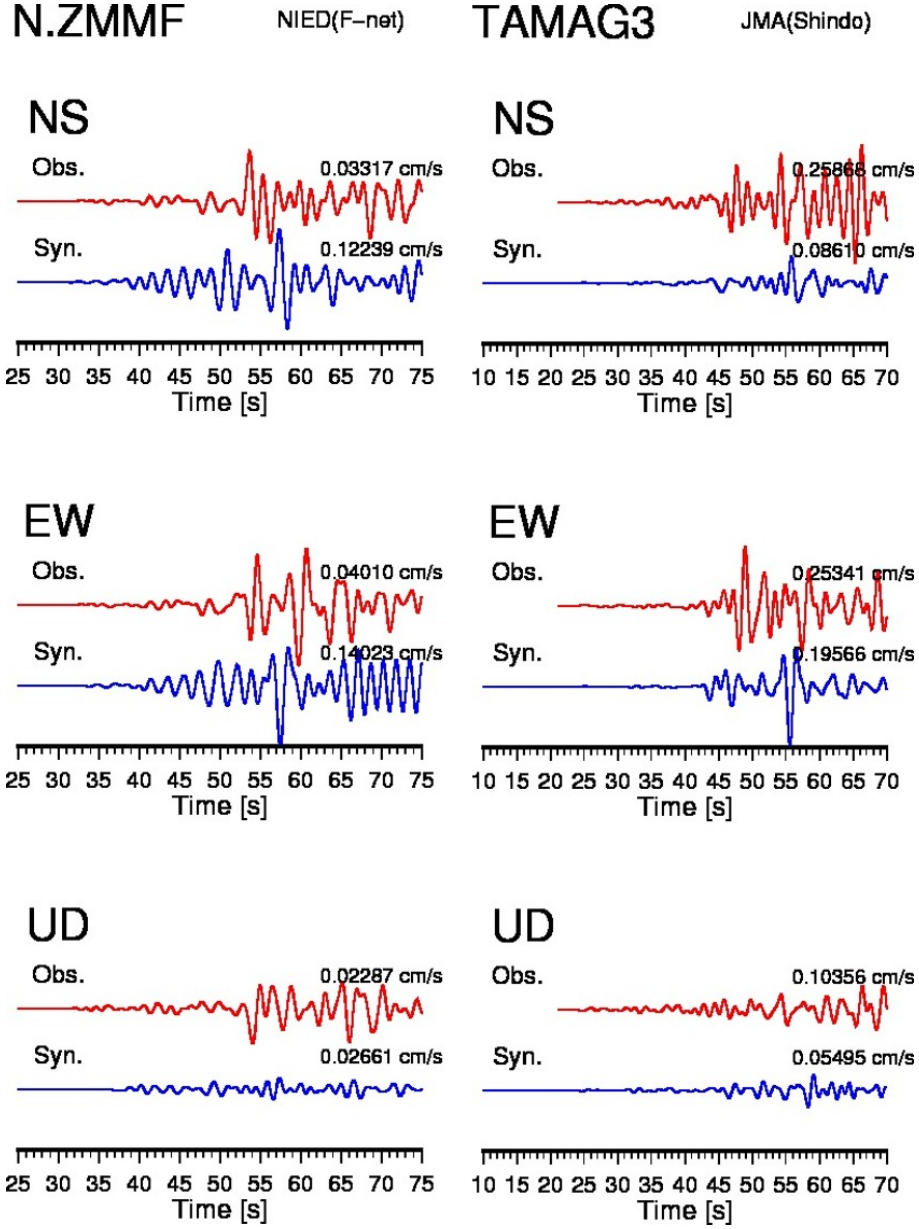 N.ZMMF NIED(F-net) TAMAG3 JMA(Shindo)
NS NS
Obs. 0.03317 cm/s Obs. 0.25868 cm/s
Syn. 0.12239 cm/s Syn. 0.08610 cm/s
25 30 35 40 45 50 55 60 65 70 75 10 15 20 25 30 35 40 45 50 55 60 65 70
Time [s] Time [s]
EW EW
Obs. 0.04010 cm/s Obs. 0.25341 cm/s
Syn. 0.14023 cm/s Syn. 0.19566 cm/s
25 30 35 40 45 50 55 60 65 70 75 10 15 20 25 30 35 40 45 50 55 60 65 70
Time [s] Time [s]
UD UD
Obs. 0.02287 cm/s Obs. 0.10356 cm/s
Syn. 0.02661 cm/s Syn. 0.05495 cm/s
25 30 35 40 45 50 55 60 65 70 75 10 15 20 25 30 35 40 45 50 55 60 65 70
Time [s] Time [s]